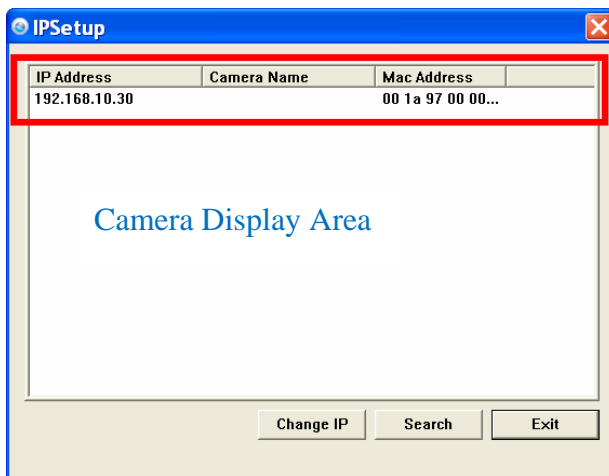 IPSetup
IP Address Camera Name Mac Address
192.168.10.30 00 1a 97 00 00...
Camera Display Area
Change IP Search Exit